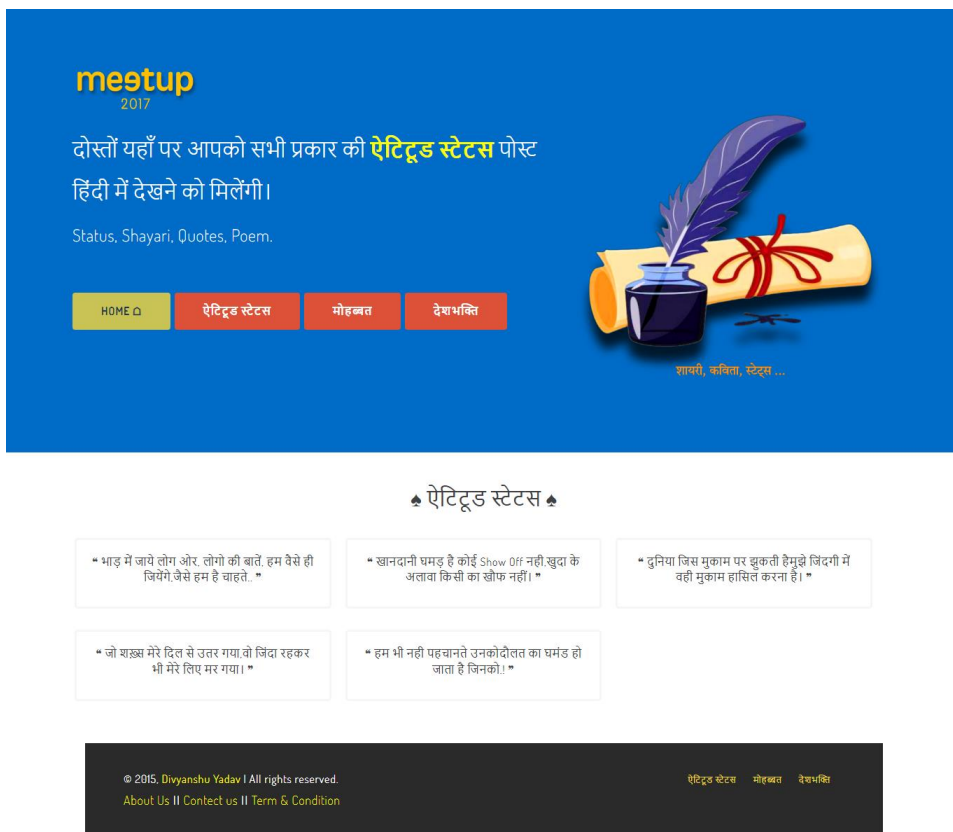 meetup
2017
दोस्तों यहाँ पर आपको सभी प्रकार की ऐटिटूड स्टेटस पोस्ट
हिंदी में देखने को मिलेंगी।
Status, Shayari, Quotes, Poem.
HOME ऐटिटूड स्टेटस मोहब्बत देशभक्ति
शायरी, कविता, स्टेट्स ...
♠ ऐटिटूड स्टेटस ♠
❝ भाड़ में जाये लोग ओर, लोगो की बातें, हम वैसे ही
जियेंगे,जैसे हम है चाहते.. ❞
❝ खानदानी घमड़ है कोई Show Off नही,खुदा के
अलावा किसी का खौफ नहीं। ❞
❝ दुनिया जिस मुकाम पर झुकती हैमुझे जिंदगी में
वही मुकाम हासिल करना है। ❞
❝ जो शख़्स मेरे दिल से उतर गया,वो जिंदा रहकर
भी मेरे लिए मर गया। ❞
❝ हम भी नही पहचानते उनकोदौलत का घमंड हो
जाता है जिनको.! ❞
© 2015, Divyanshu Yadav | All rights reserved.
About Us || Contect us || Term & Condition
ऐटिटूड स्टेटस मोहब्बत देशभक्ति